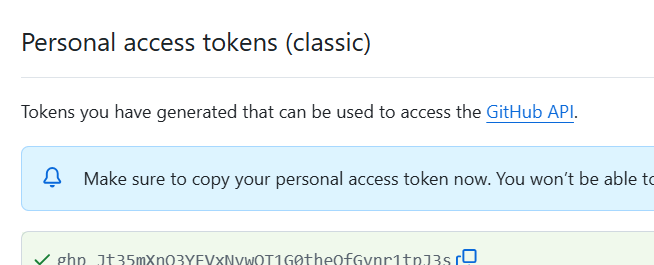 Personal access tokens (classic)
Tokens you have generated that can be used to access the GitHub API.
Make sure to copy your personal access token now. You won't be able to